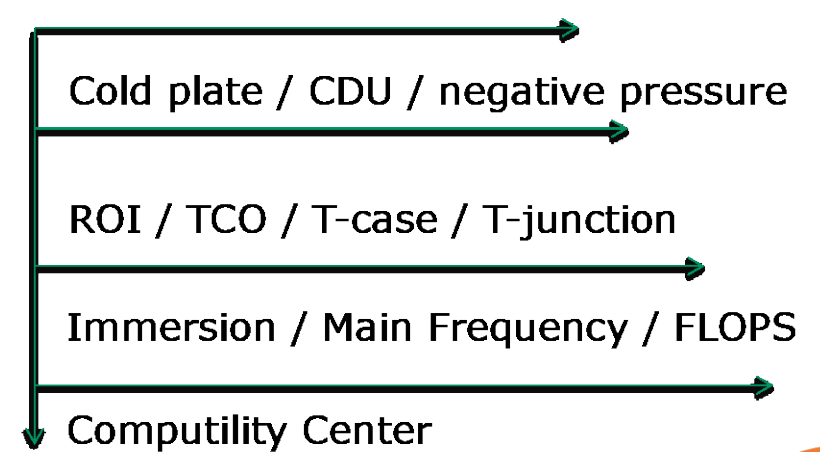 Cold plate / CDU / negative pressure
ROI / TCO / T-case / T-junction
Immersion / Main Frequency / FLOPS
Computility Center